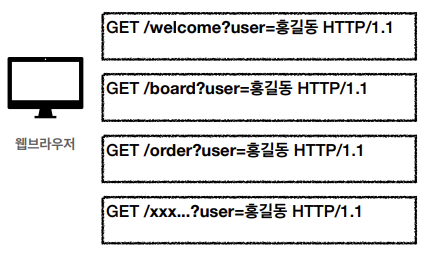 GET /welcome?user=홍길동 HTTP/1.1
GET /board?user=홍길동 HTTP/1.1
웹브라우저
GET /order?user=홍길동 HTTP/1.1
GET /xxx...?user=홍길동 HTTP/1.1